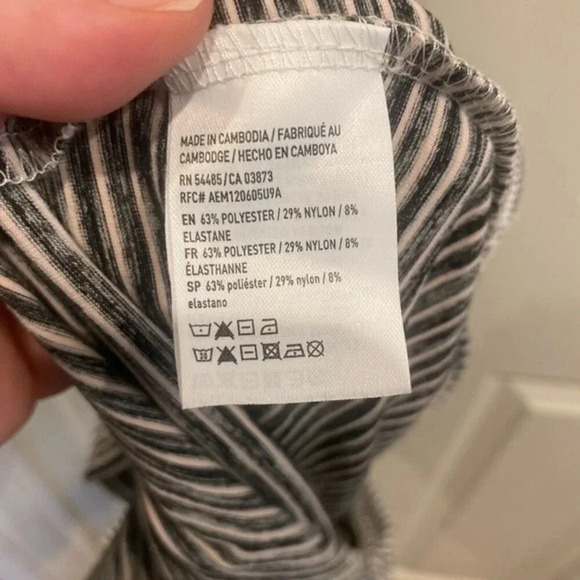 MADE IN CAMBODIA / FABRIQUÉ AU
CAMBODGE / HECHO EN CAMBOYA
RN 54485 / CA 03873
RFC# AEM120605U9A
EN 63% POLYESTER / 29% NYLON / 8%
ELASTANE
FR 63% POLYESTER / 29% NYLON / 8%
ÉLASTHANNE
SP 63% poliéster / 29% nylon / 8%
elastano